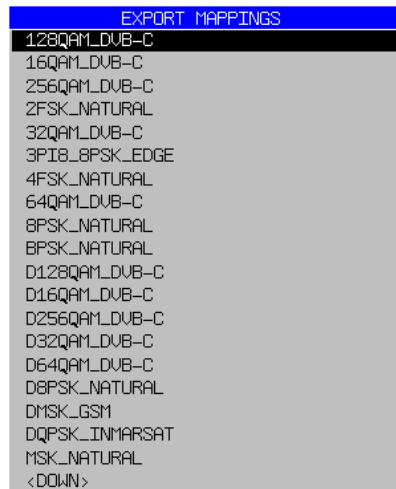 EXPORT MAPPINGS
128QAM_DVB-C
16QAM_DVB-C
256QAM_DVB-C
2FSK_NATURAL
32QAM_DVB-C
3PI8_8PSK_EDGE
4FSK_NATURAL
64QAM_DVB-C
8PSK_NATURAL
BPSK_NATURAL
D128QAM_DVB-C
D16QAM_DVB-C
D256QAM_DVB-C
D32QAM_DVB-C
D64QAM_DVB-C
D8PSK_NATURAL
DMSK_GSM
DQPSK_INMARSAT
MSK_NATURAL
<DOWN>